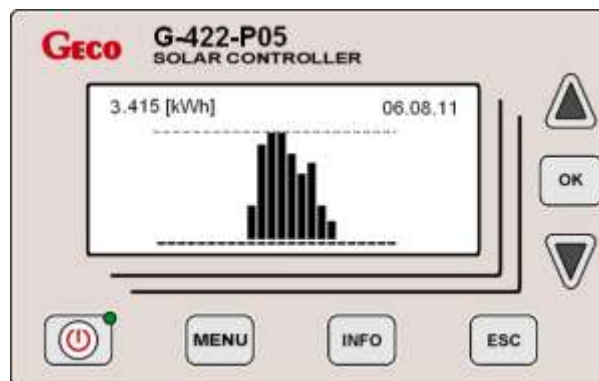 GECO
G-422-P05
SOLAR CONTROLLER
3.415 [kWh] 06.08.11
OK
MENU
INFO
ESC